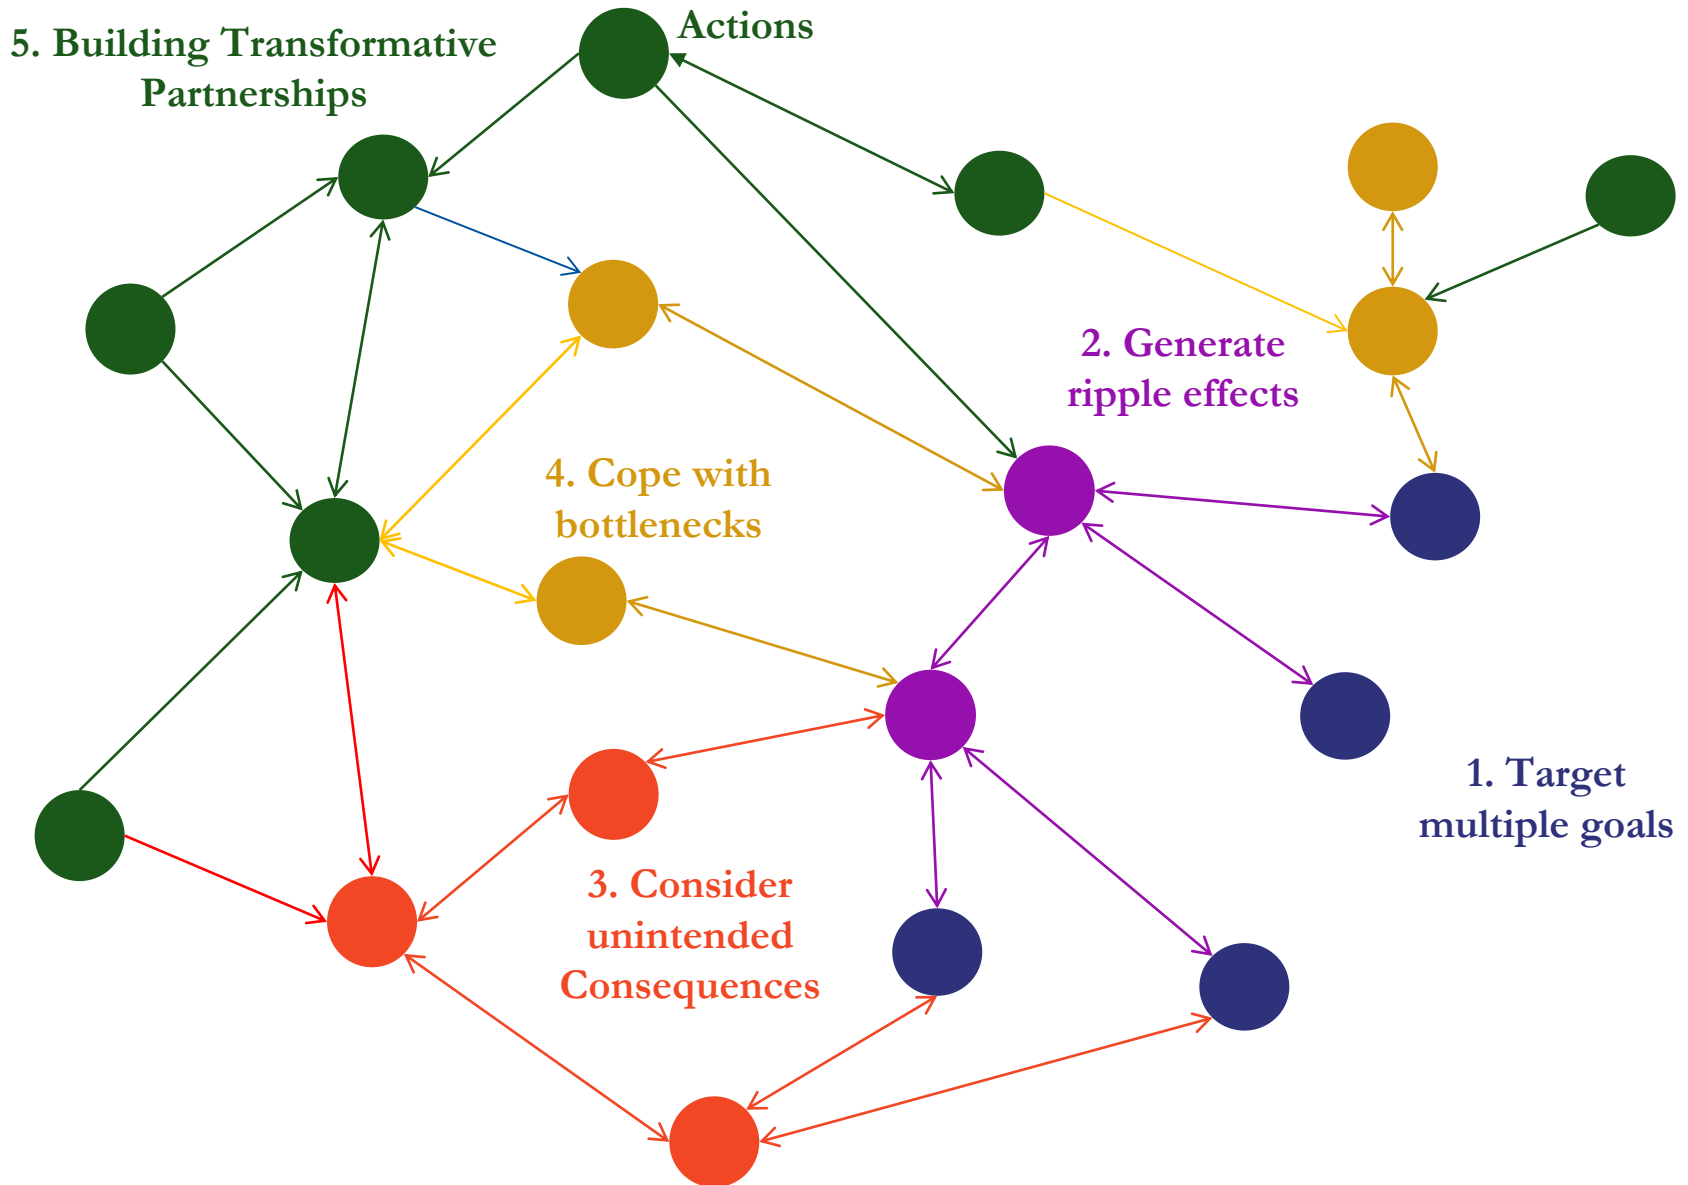 5. Building Transformative
Partnerships
Actions
2. Generate
ripple effects
4. Cope with
bottlenecks
1. Target
multiple goals
3. Consider
unintended
Consequences